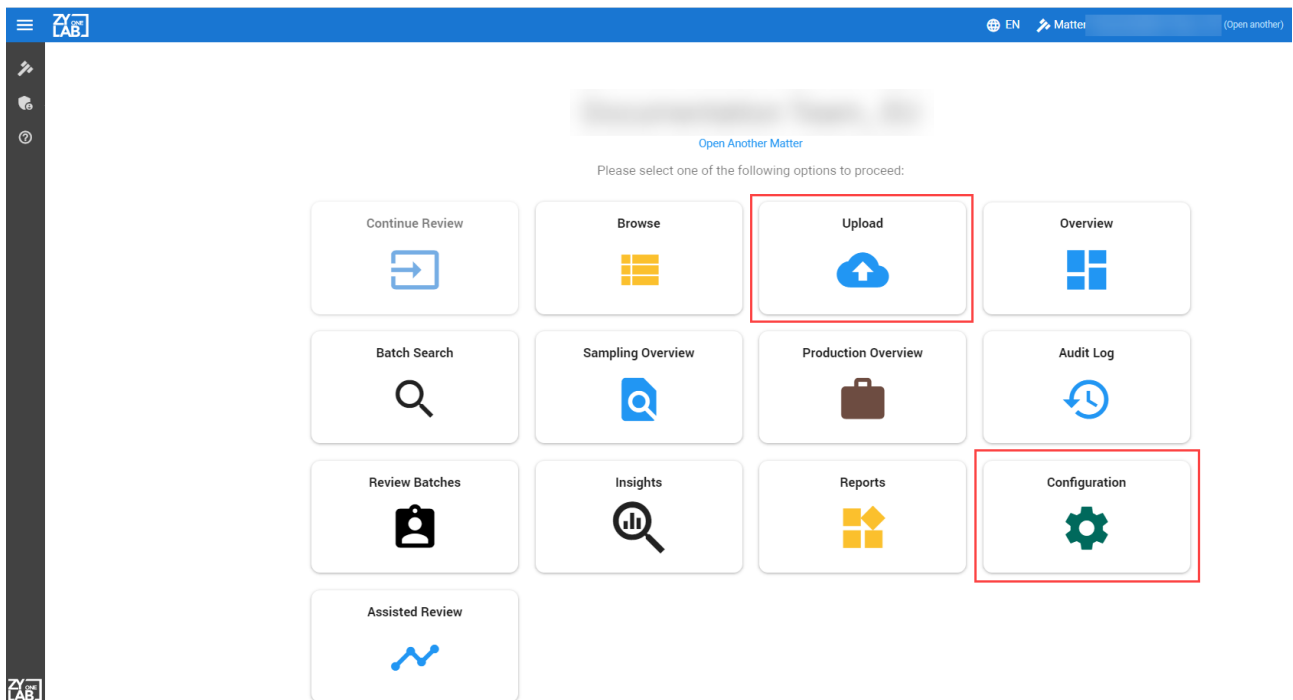 ZY ONE LAB
EN
Matter
(Open another)
Open Another Matter
Please select one of the following options to proceed:
Continue Review
Browse
Upload
Overview
Batch Search
Sampling Overview
Production Overview
Audit Log
Review Batches
Insights
Reports
Configuration
Assisted Review
ZY ONE LAB